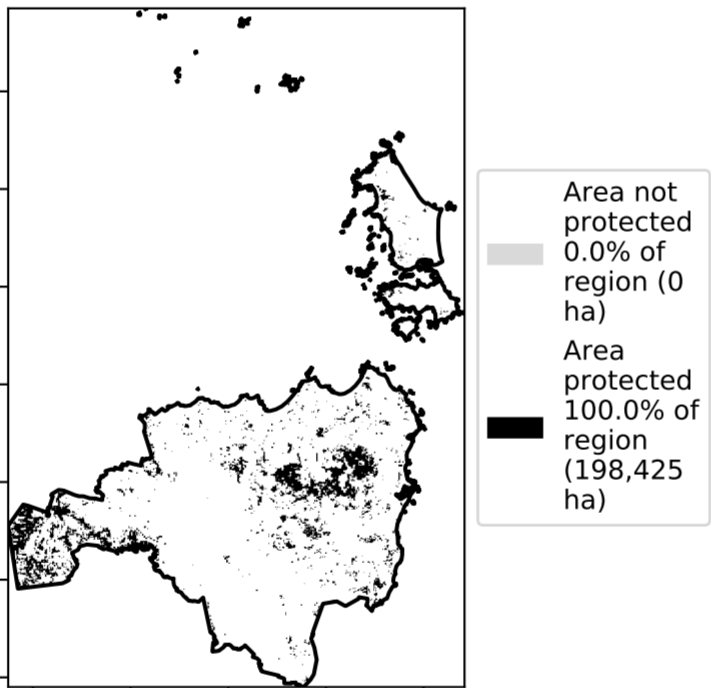 Area not
protected
0.0% of
region (0
ha)
Area
protected
100.0% of
region
(198,425
ha)